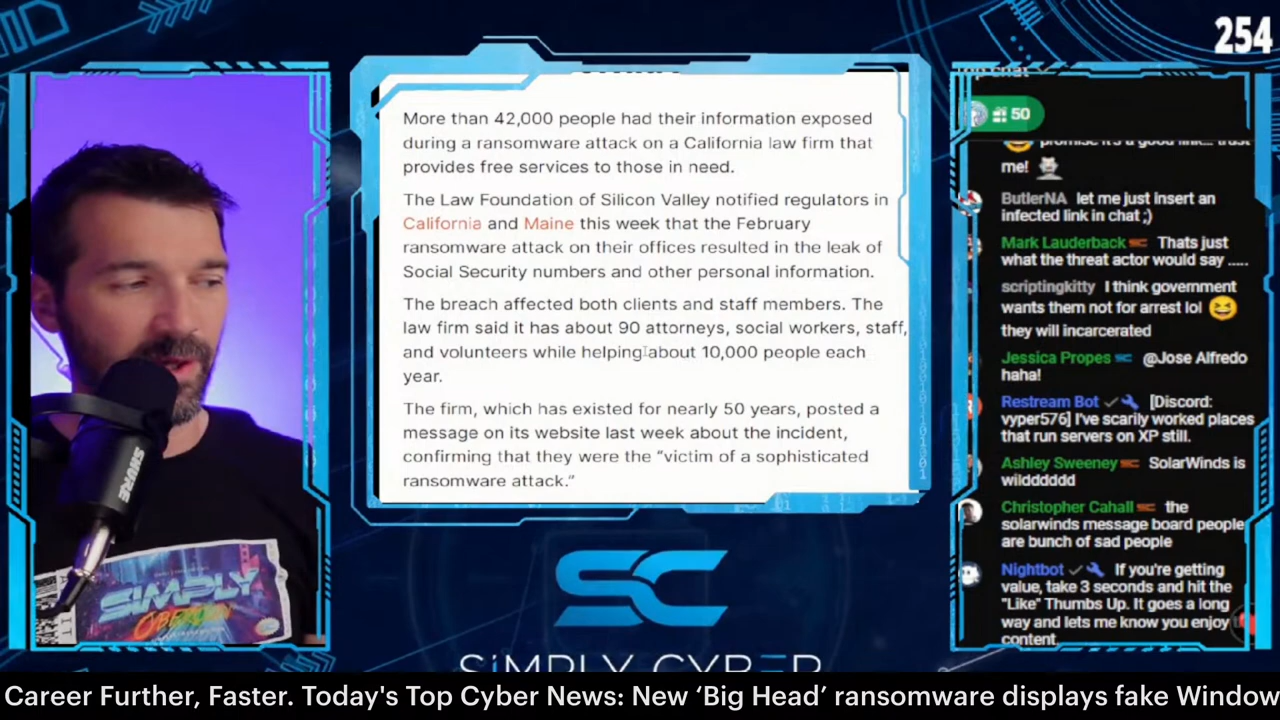 254
More than 42,000 people had their information exposed
during a ransomware attack on a California law firm that
provides free services to those in need.
The Law Foundation of Silicon Valley notified regulators in
California and Maine this week that the February
ransomware attack on their offices resulted in the leak of
Social Security numbers and other personal information.
The breach affected both clients and staff members. The
law firm said it has about 90 attorneys, social workers, staff,
and volunteers while helping about 10,000 people each
year.
The firm, which has existed for nearly 50 years, posted a
message on its website last week about the incident,
confirming that they were the “victim of a sophisticated
ransomware attack.”
50
promise it's a good link... trust
me!
ButlerNA let me just insert an
infected link in chat ;)
Mark Lauderback Thats just
what the threat actor would say .....
scriptingkitty I think government
wants them not for arrest lol
they will incarcerated
Jessica Propes @Jose Alfredo
haha!
Restream Bot [Discord:
vyper576] I've scarily worked places
that run servers on XP still.
Ashley Sweeney SolarWinds is
wildddddd
Christopher Cahall the
solarwinds message board people
are bunch of sad people
Nightbot If you're getting
value, take 3 seconds and hit the
"Like" Thumbs Up. It goes a long
way and lets me know you enjoy
content
SHURE
SIMPLY
CYBER
SC
SIMPLY CYBER
Career Further, Faster. Today's Top Cyber News: New ‘Big Head’ ransomware displays fake Window